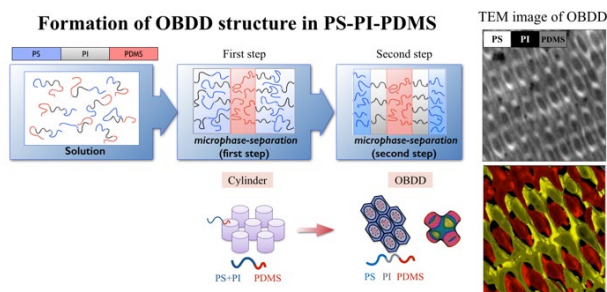 Formation of OBDD structure in PS-PI-PDMS
TEM image of OBDD
PS PI PDMS
First step
Second step
PS PI PDMS
Solution
microphase-separation
(first step)
microphase-separation
(second step)
Cylinder
OBDD
PS+PI PDMS
PS PI PDMS